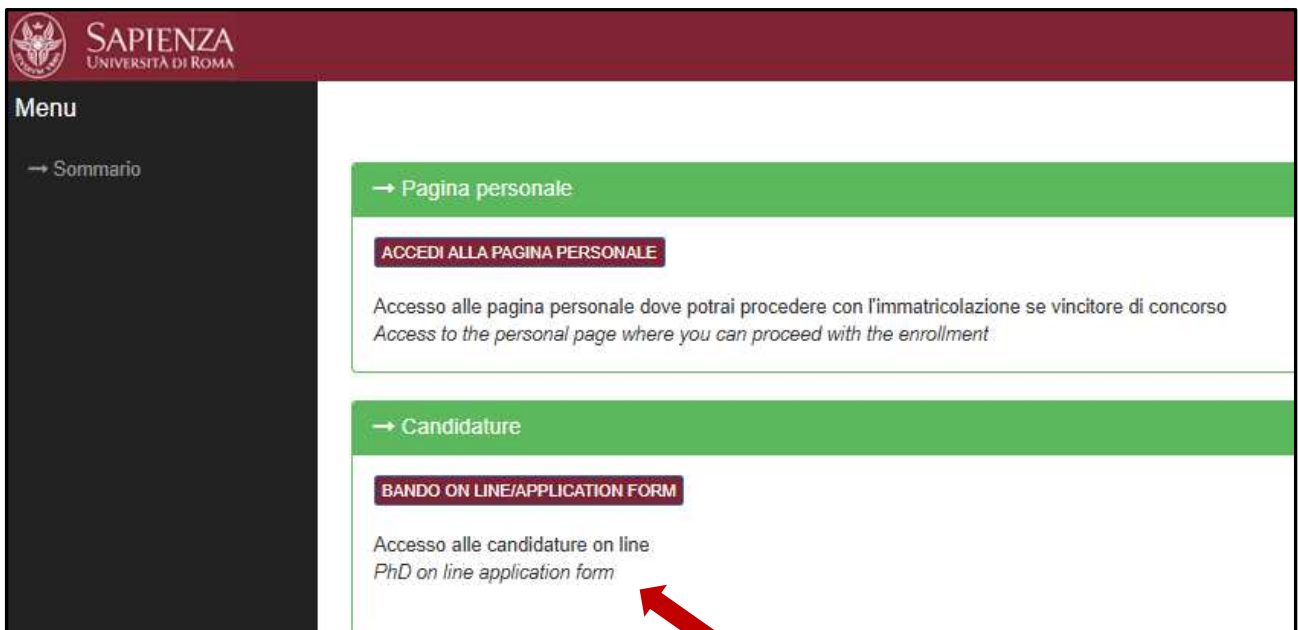 SAPIENZA
UNIVERSITÀ DI ROMA
Menu
→ Sommario
→ Pagina personale
ACCEDI ALLA PAGINA PERSONALE
Accesso alle pagina personale dove potrai procedere con l'immatricolazione se vincitore di concorso
Access to the personal page where you can proceed with the enrollment
→ Candidature
BANDO ON LINE/APPLICATION FORM
Accesso alle candidature on line
PhD on line application form